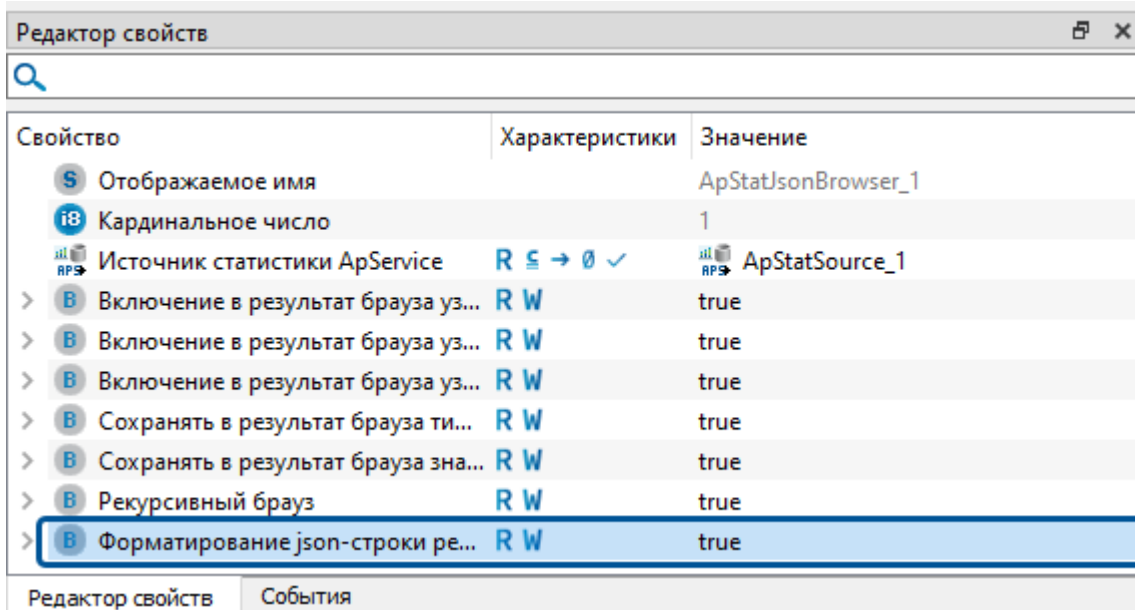 Редактор свойств
Свойство Характеристики Значение
S Отображаемое имя ApStatJsonBrowser_1
i8 Кардинальное число 1
APS Источник статистики ApService R ⊆ → Ø ✓ APS ApStatSource_1
B Включение в результат брауза уз... R W true
B Включение в результат брауза уз... R W true
B Включение в результат брауза уз... R W true
B Сохранять в результат брауза ти... R W true
B Сохранять в результат брауза зна... R W true
B Рекурсивный брауз R W true
B Форматирование json-строки ре... R W true
Редактор свойств События